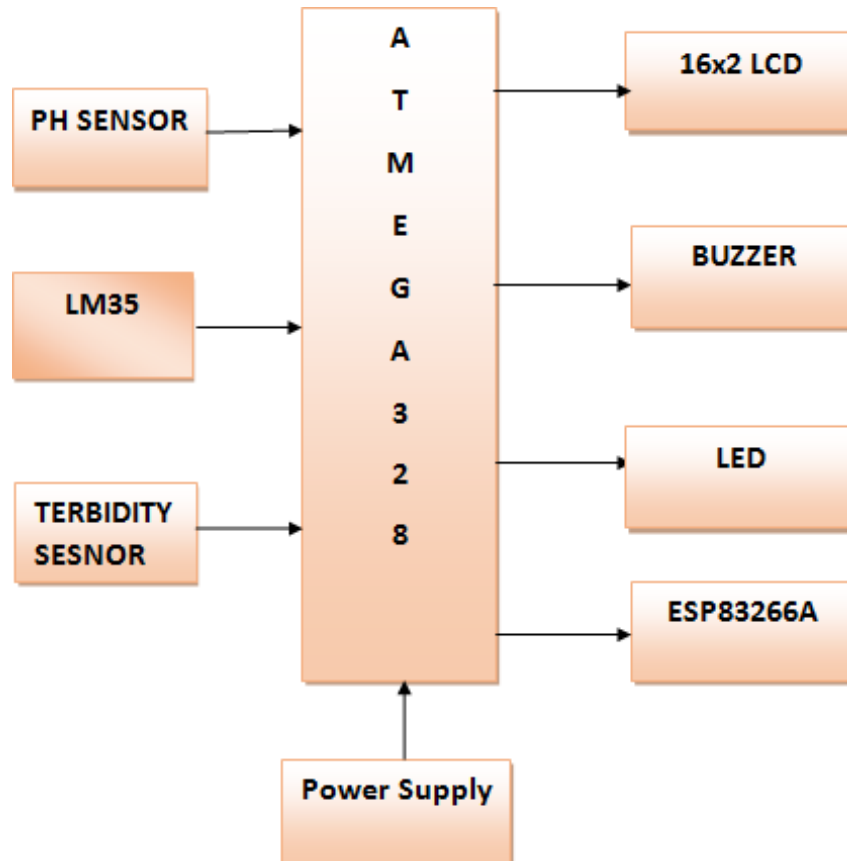 PH SENSOR
LM35
TERBIDITY
SESNOR
A
T
M
E
G
A
3
2
8
16x2 LCD
BUZZER
LED
ESP83266A
Power Supply